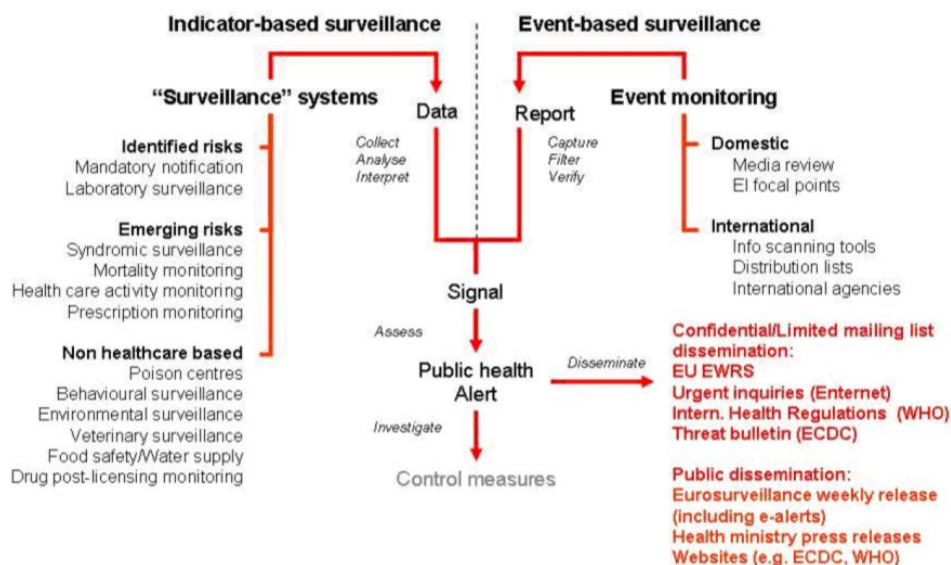 Indicator-based surveillance
Event-based surveillance
“Surveillance” systems
Data
Report
Event monitoring
Identified risks
Mandatory notification
Laboratory surveillance
Emerging risks
Syndromic surveillance
Mortality monitoring
Health care activity monitoring
Prescription monitoring
Non healthcare based
Poison centres
Behavioural surveillance
Environmental surveillance
Veterinary surveillance
Food safety/Water supply
Drug post-licensing monitoring
Collect
Analyse
Interpret
Capture
Filter
Verify
Domestic
Media review
EI focal points
International
Info scanning tools
Distribution lists
International agencies
Signal
Assess
Public health
Alert
Disseminate
Investigate
Control measures
Confidential/Limited mailing list
dissemination:
EU EWRS
Urgent inquiries (Enternet)
Intern. Health Regulations (WHO)
Threat bulletin (ECDC)
Public dissemination:
Eurosurveillance weekly release
(including e-alerts)
Health ministry press releases
Websites (e.g. ECDC, WHO)